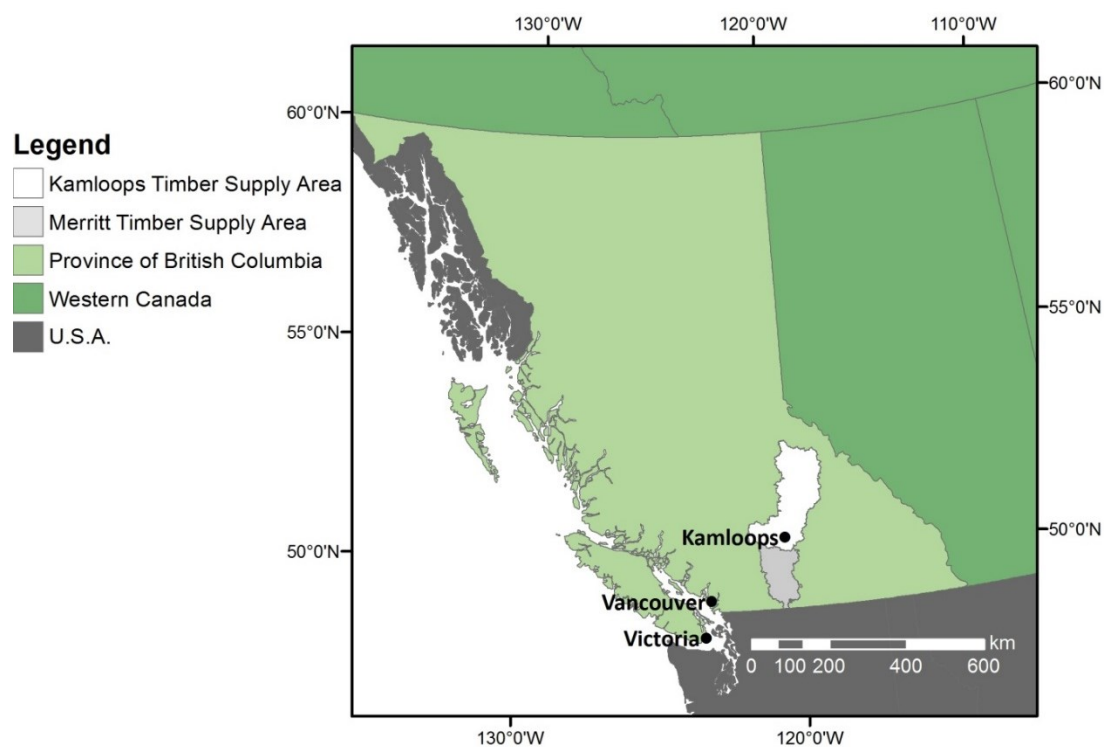 130°0'W 120°0'W 110°0'W
60°0'N
60°0'N
Legend
Kamloops Timber Supply Area
Merritt Timber Supply Area
Province of British Columbia
Western Canada
U.S.A.
55°0'N
55°0'N
50°0'N
50°0'N
Kamloops
Vancouver
Victoria
km
0 100 200 400 600
130°0'W 120°0'W